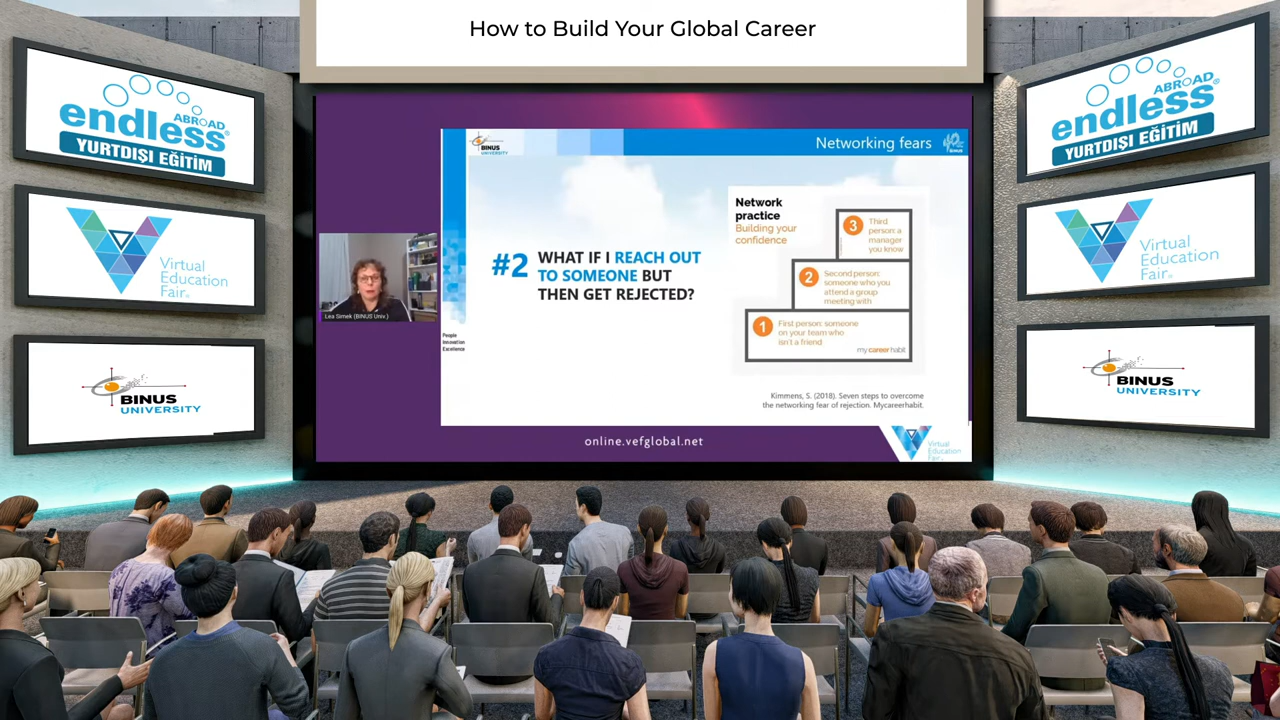 How to Build Your Global Career
endless
ABROAD
YURTDIŞI EĞİTİM
Virtual
Education
Fair
BINUS
UNIVERSITY
BINUS
UNIVERSITY
Networking fears
BINUS
#2
WHAT IF I REACH OUT
TO SOMEONE BUT
THEN GET REJECTED?
Network
practice
Building your
confidence
3
Third
person: a
manager
you know
2
Second person:
someone who you
attend a group
meeting with
1
First person: someone
on your team who
isn't a friend
my career habit
Kimmens, S. (2018). Seven steps to overcome
the networking fear of rejection. Mycareerhabit.
Lea Simek (BINUS Univ.)
People
Innovation
Excellence
online.vefglobal.net
Virtual
Education
Fair
endless
ABROAD
YURTDIŞI EĞİTİM
Virtual
Education
Fair
BINUS
UNIVERSITY